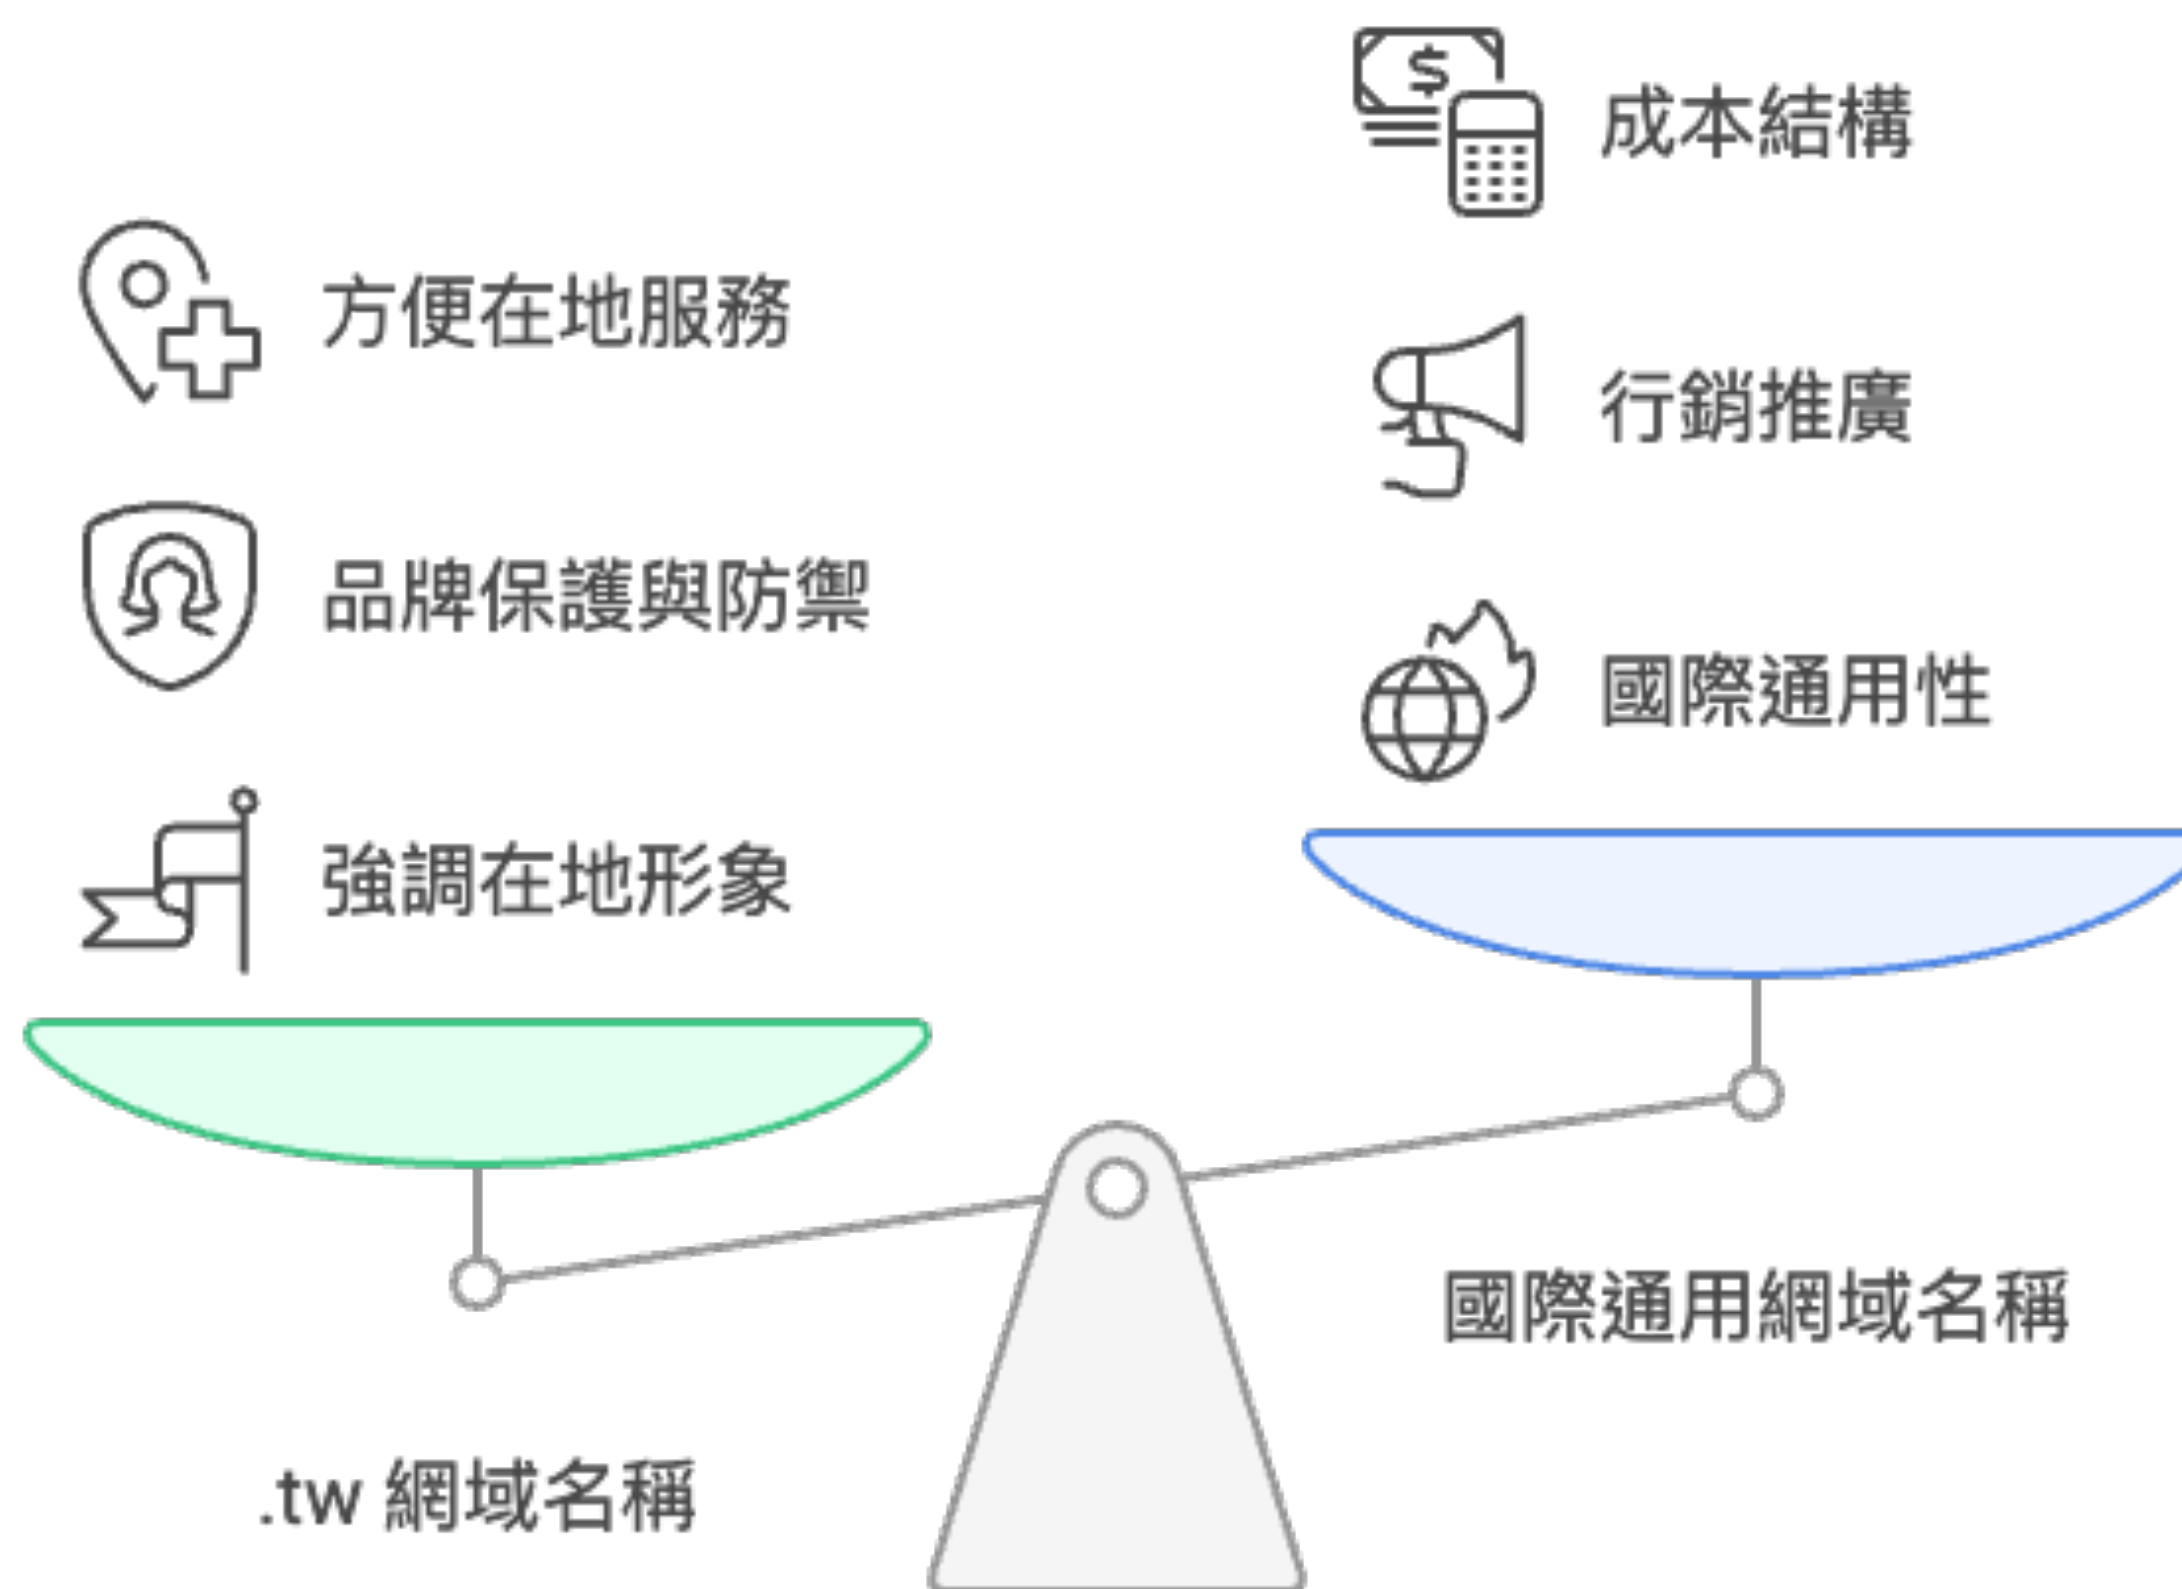 方便在地服務
品牌保護與防禦
強調在地形象
.tw 網域名稱
成本結構
行銷推廣
國際通用性
國際通用網域名稱